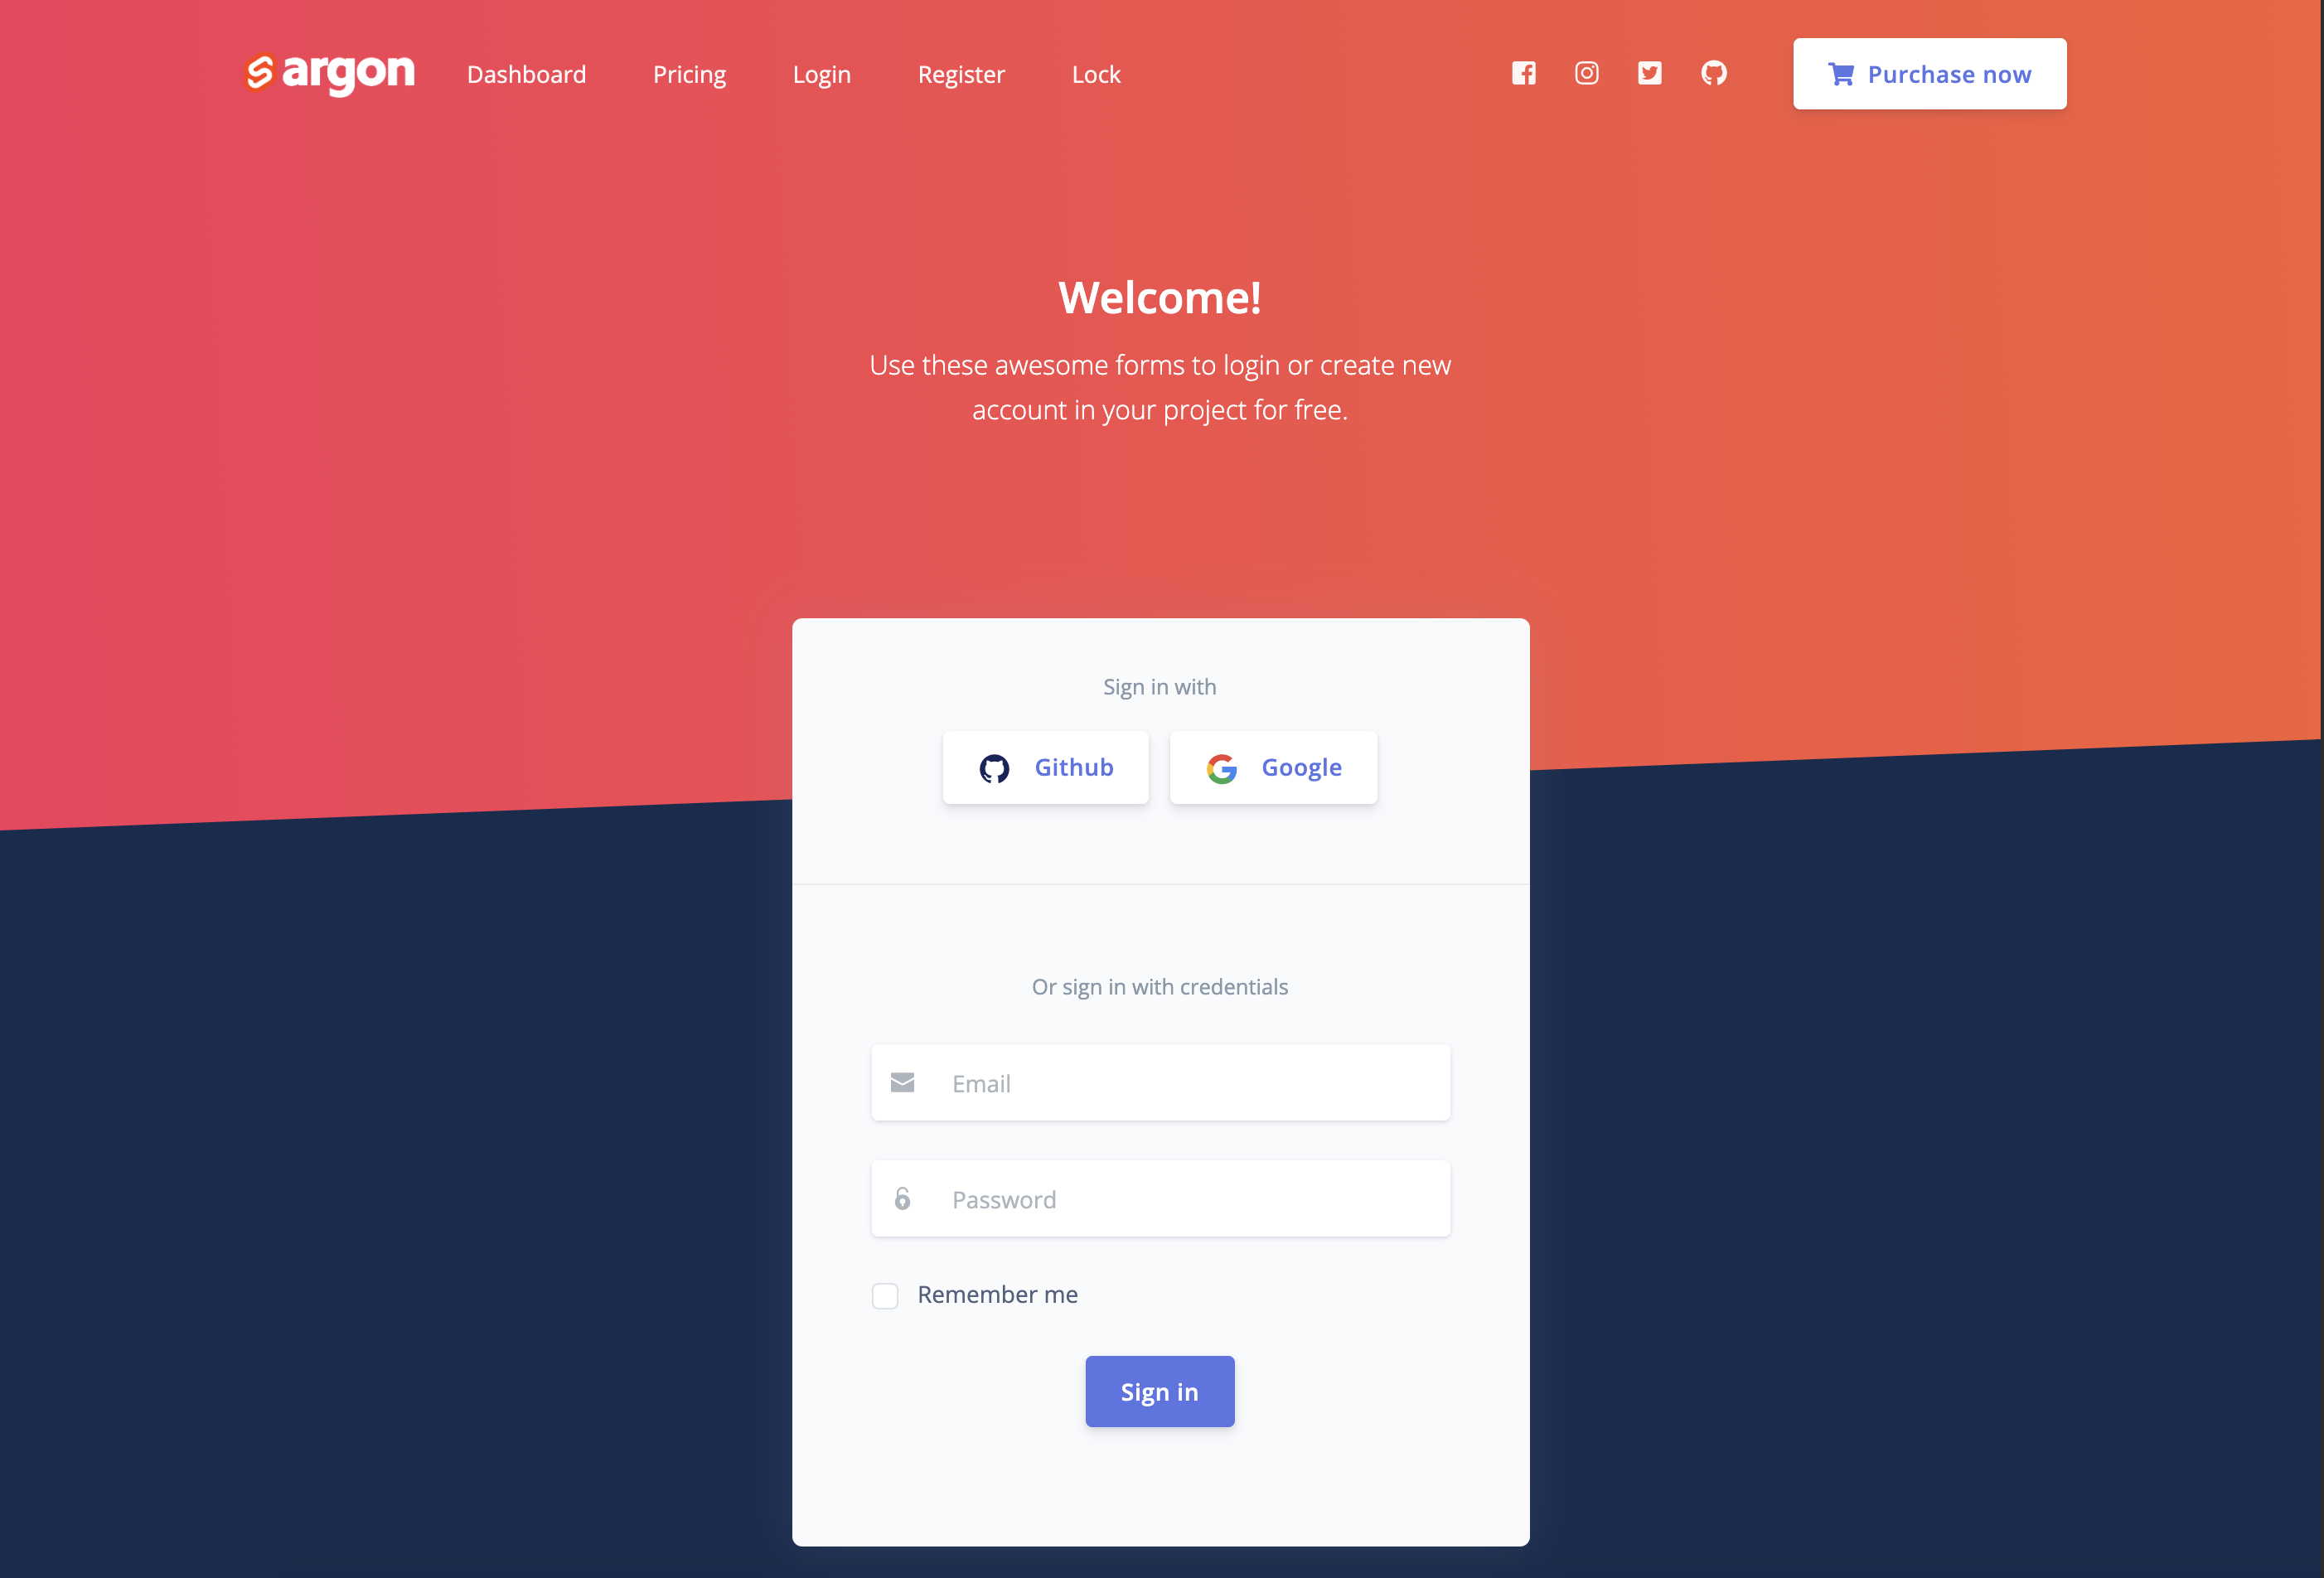 argon
Dashboard
Pricing
Login
Register
Lock
Purchase now
Welcome!
Use these awesome forms to login or create new
account in your project for free.
Sign in with
Github
Google
Or sign in with credentials
Email
Password
Remember me
Sign in